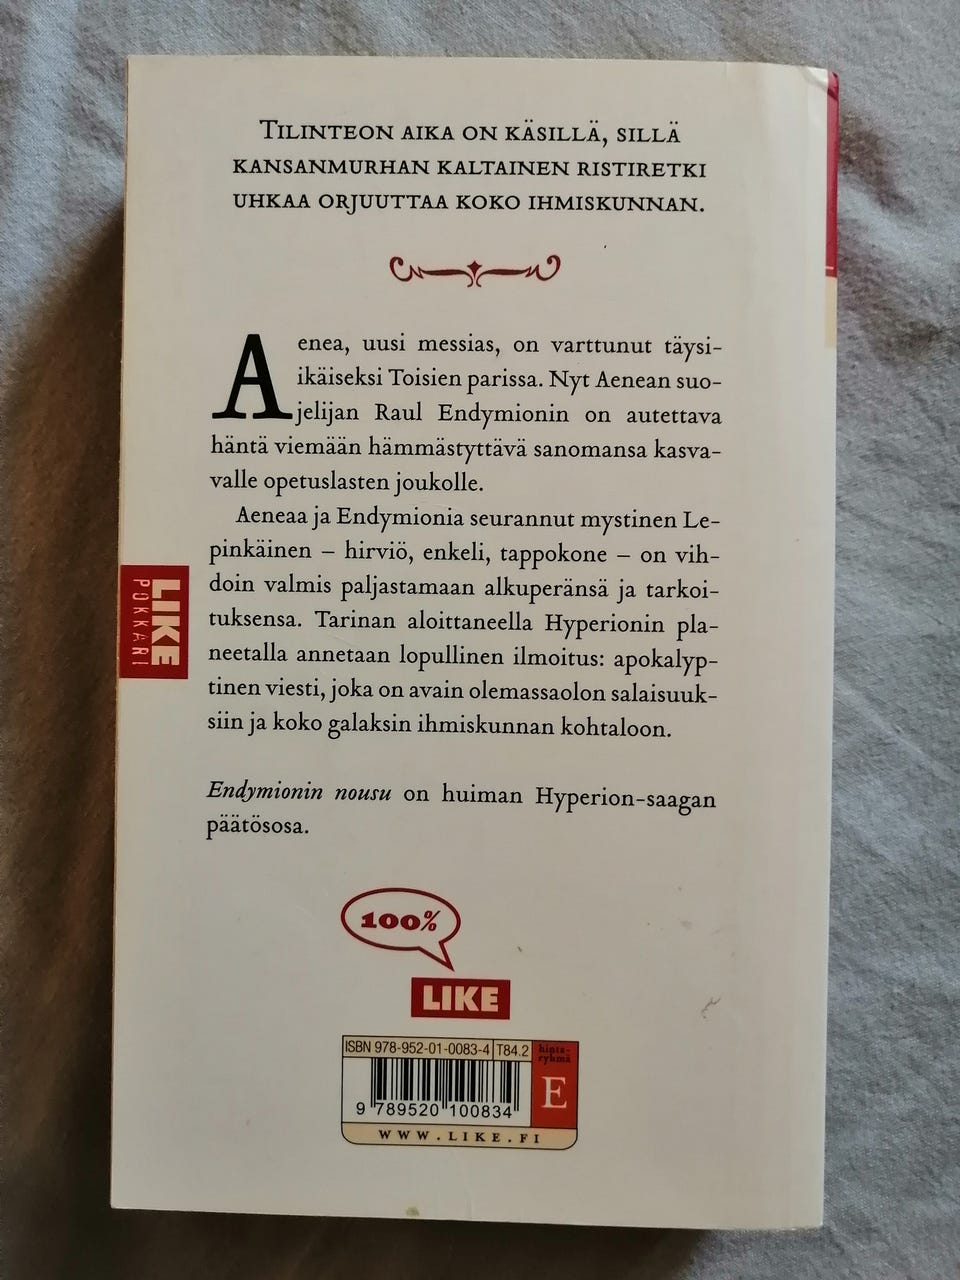 Tilinteon aika on käsillä, sillä
kansanmurhan kaltainen ristiretki
uhkaa orjuuttaa koko ihmiskunnan.
Aenea, uusi messias, on varttunut täysi-
ikäiseksi Toisien parissa. Nyt Aenean suo-
jelijan Raul Endymionin on autettava
häntä viemään hämmästyttävä sanomansa kasva-
valle opetuslasten joukolle.
Aeneaa ja Endymionia seurannut mystinen Le-
pinkäinen – hirviö, enkeli, tappokone – on vih-
doin valmis paljastamaan alkuperänsä ja tarkoi-
tuksensa. Tarinan aloittaneella Hyperionin pla-
neetalla annetaan lopullinen ilmoitus: apokalyp-
tinen viesti, joka on avain olemassaolon salaisuuk-
siin ja koko galaksin ihmiskunnan kohtaloon.
Endymionin nousu on huiman Hyperion-saagan
päätösosa.
LIKE
POKKARI
100%
LIKE
ISBN 978-952-01-0083-4 T84.2
hinta-
ryhmä
E
9 789520 100834
WWW.LIKE.FI